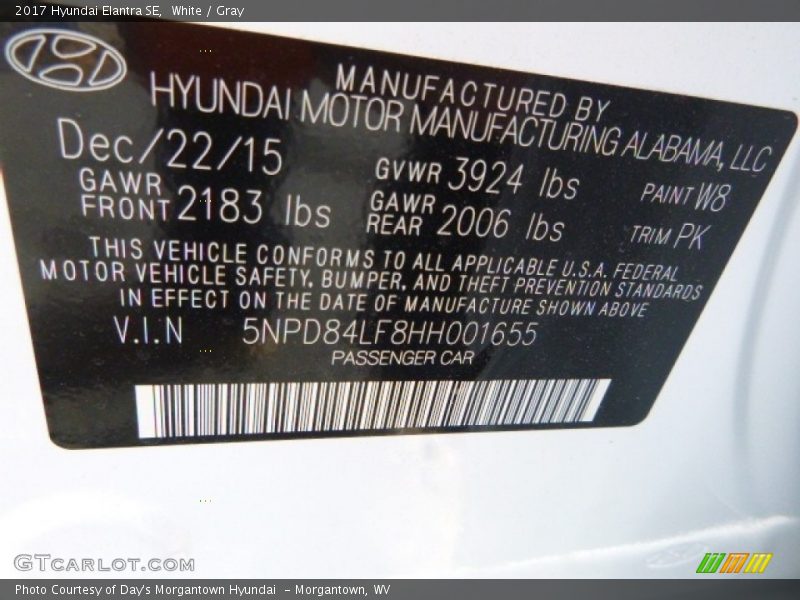 2017 Hyundai Elantra SE, White / Gray
MANUFACTURED BY
HYUNDAI MOTOR MANUFACTURING ALABAMA, LLC
Dec/22/15
GVWR 3924 lbs
PAINT W8
GAWR
FRONT 2183 lbs
GAWR
REAR 2006 lbs
TRIM PK
THIS VEHICLE CONFORMS TO ALL APPLICABLE U.S.A. FEDERAL
MOTOR VEHICLE SAFETY, BUMPER, AND THEFT PREVENTION STANDARDS
IN EFFECT ON THE DATE OF MANUFACTURE SHOWN ABOVE
V.I.N 5NPD84LF8HH001655
PASSENGER CAR
GTCARLOT.COM
Photo Courtesy of Day's Morgantown Hyundai - Morgantown, WV